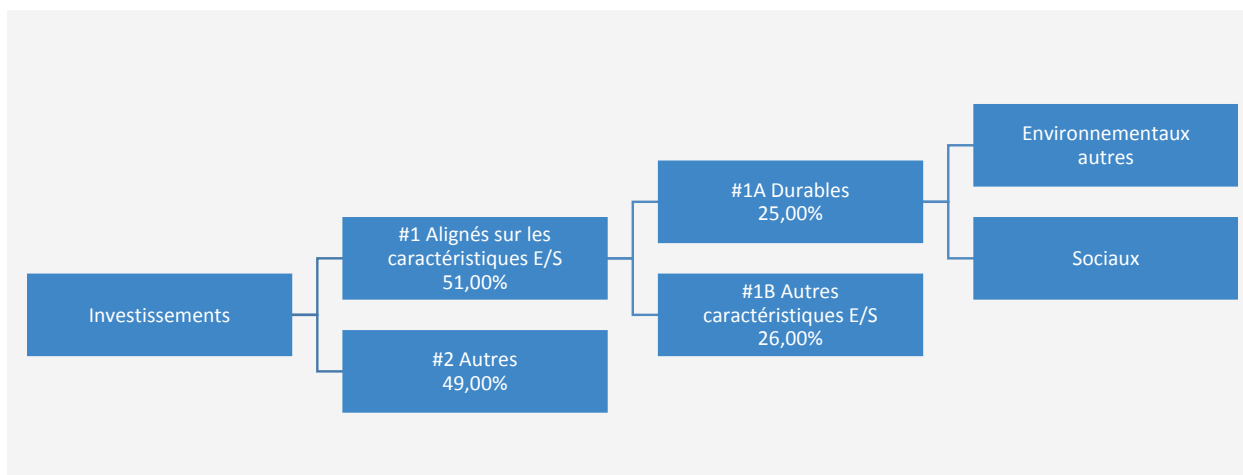 Investissements
#1 Alignés sur les
caractéristiques E/S
51,00%
#2 Autres
49,00%
#1A Durables
25,00%
#1B Autres
caractéristiques E/S
26,00%
Environnementaux
autres
Sociaux